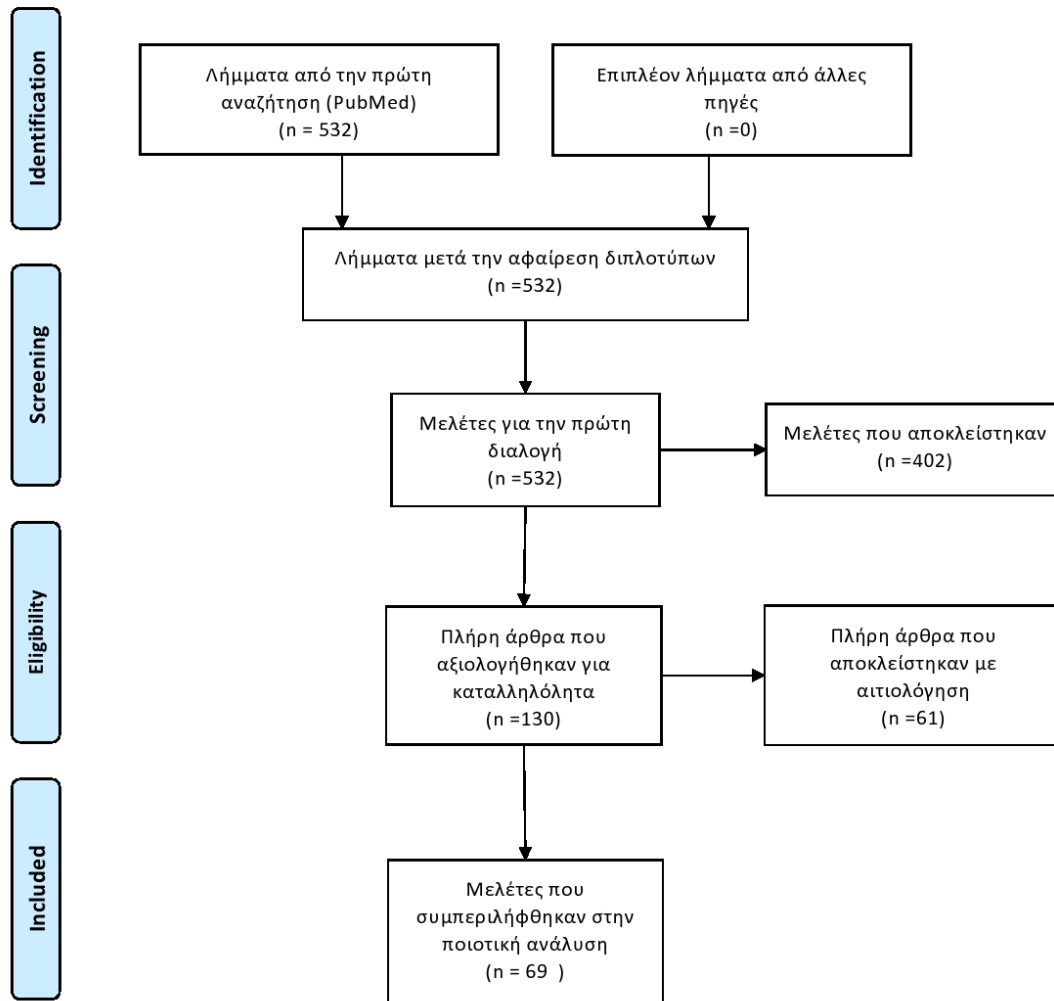 Identification
Λήμματα από την πρώτη
αναζήτηση (PubMed)
(n = 532)
Επιπλέον λήμματα από άλλες
πηγές
(n =0)
Λήμματα μετά την αφαίρεση διπλοτύπων
(n =532)
Screening
Μελέτες για την πρώτη
διαλογή
(n =532)
Μελέτες που αποκλείστηκαν
(n =402)
Eligibility
Πλήρη άρθρα που
αξιολογήθηκαν για
καταλληλόλητα
(n =130)
Πλήρη άρθρα που
αποκλείστηκαν με
αιτιολόγηση
(n =61)
Included
Μελέτες που
συμπεριλήφθηκαν στην
ποιοτική ανάλυση
(n = 69 )